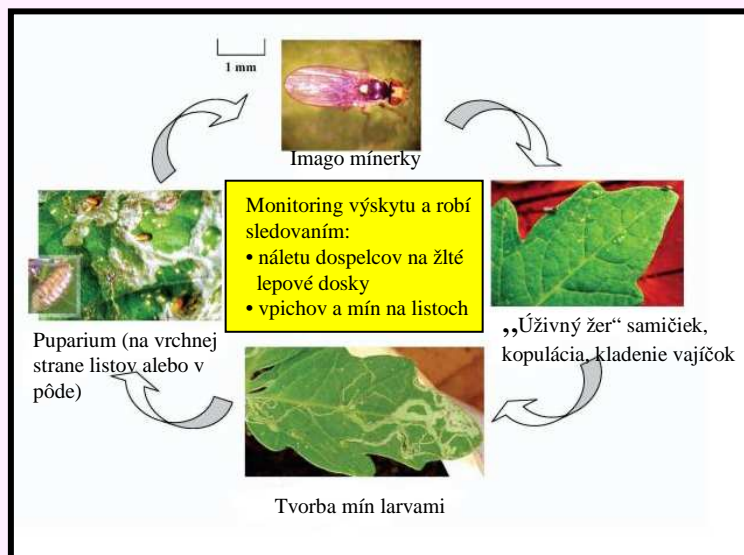 1 mm
Imago mínerky
Monitoring výskytu a robí
sledovaním:
• náletu dospelcov na žlté
lepové dosky
• vpichov a mín na listoch
„Úživný žer“ samičiek,
kopulácia, kladenie vajíčok
Puparium (na vrchnej
strane listov alebo v
pôde)
Tvorba mín larvami